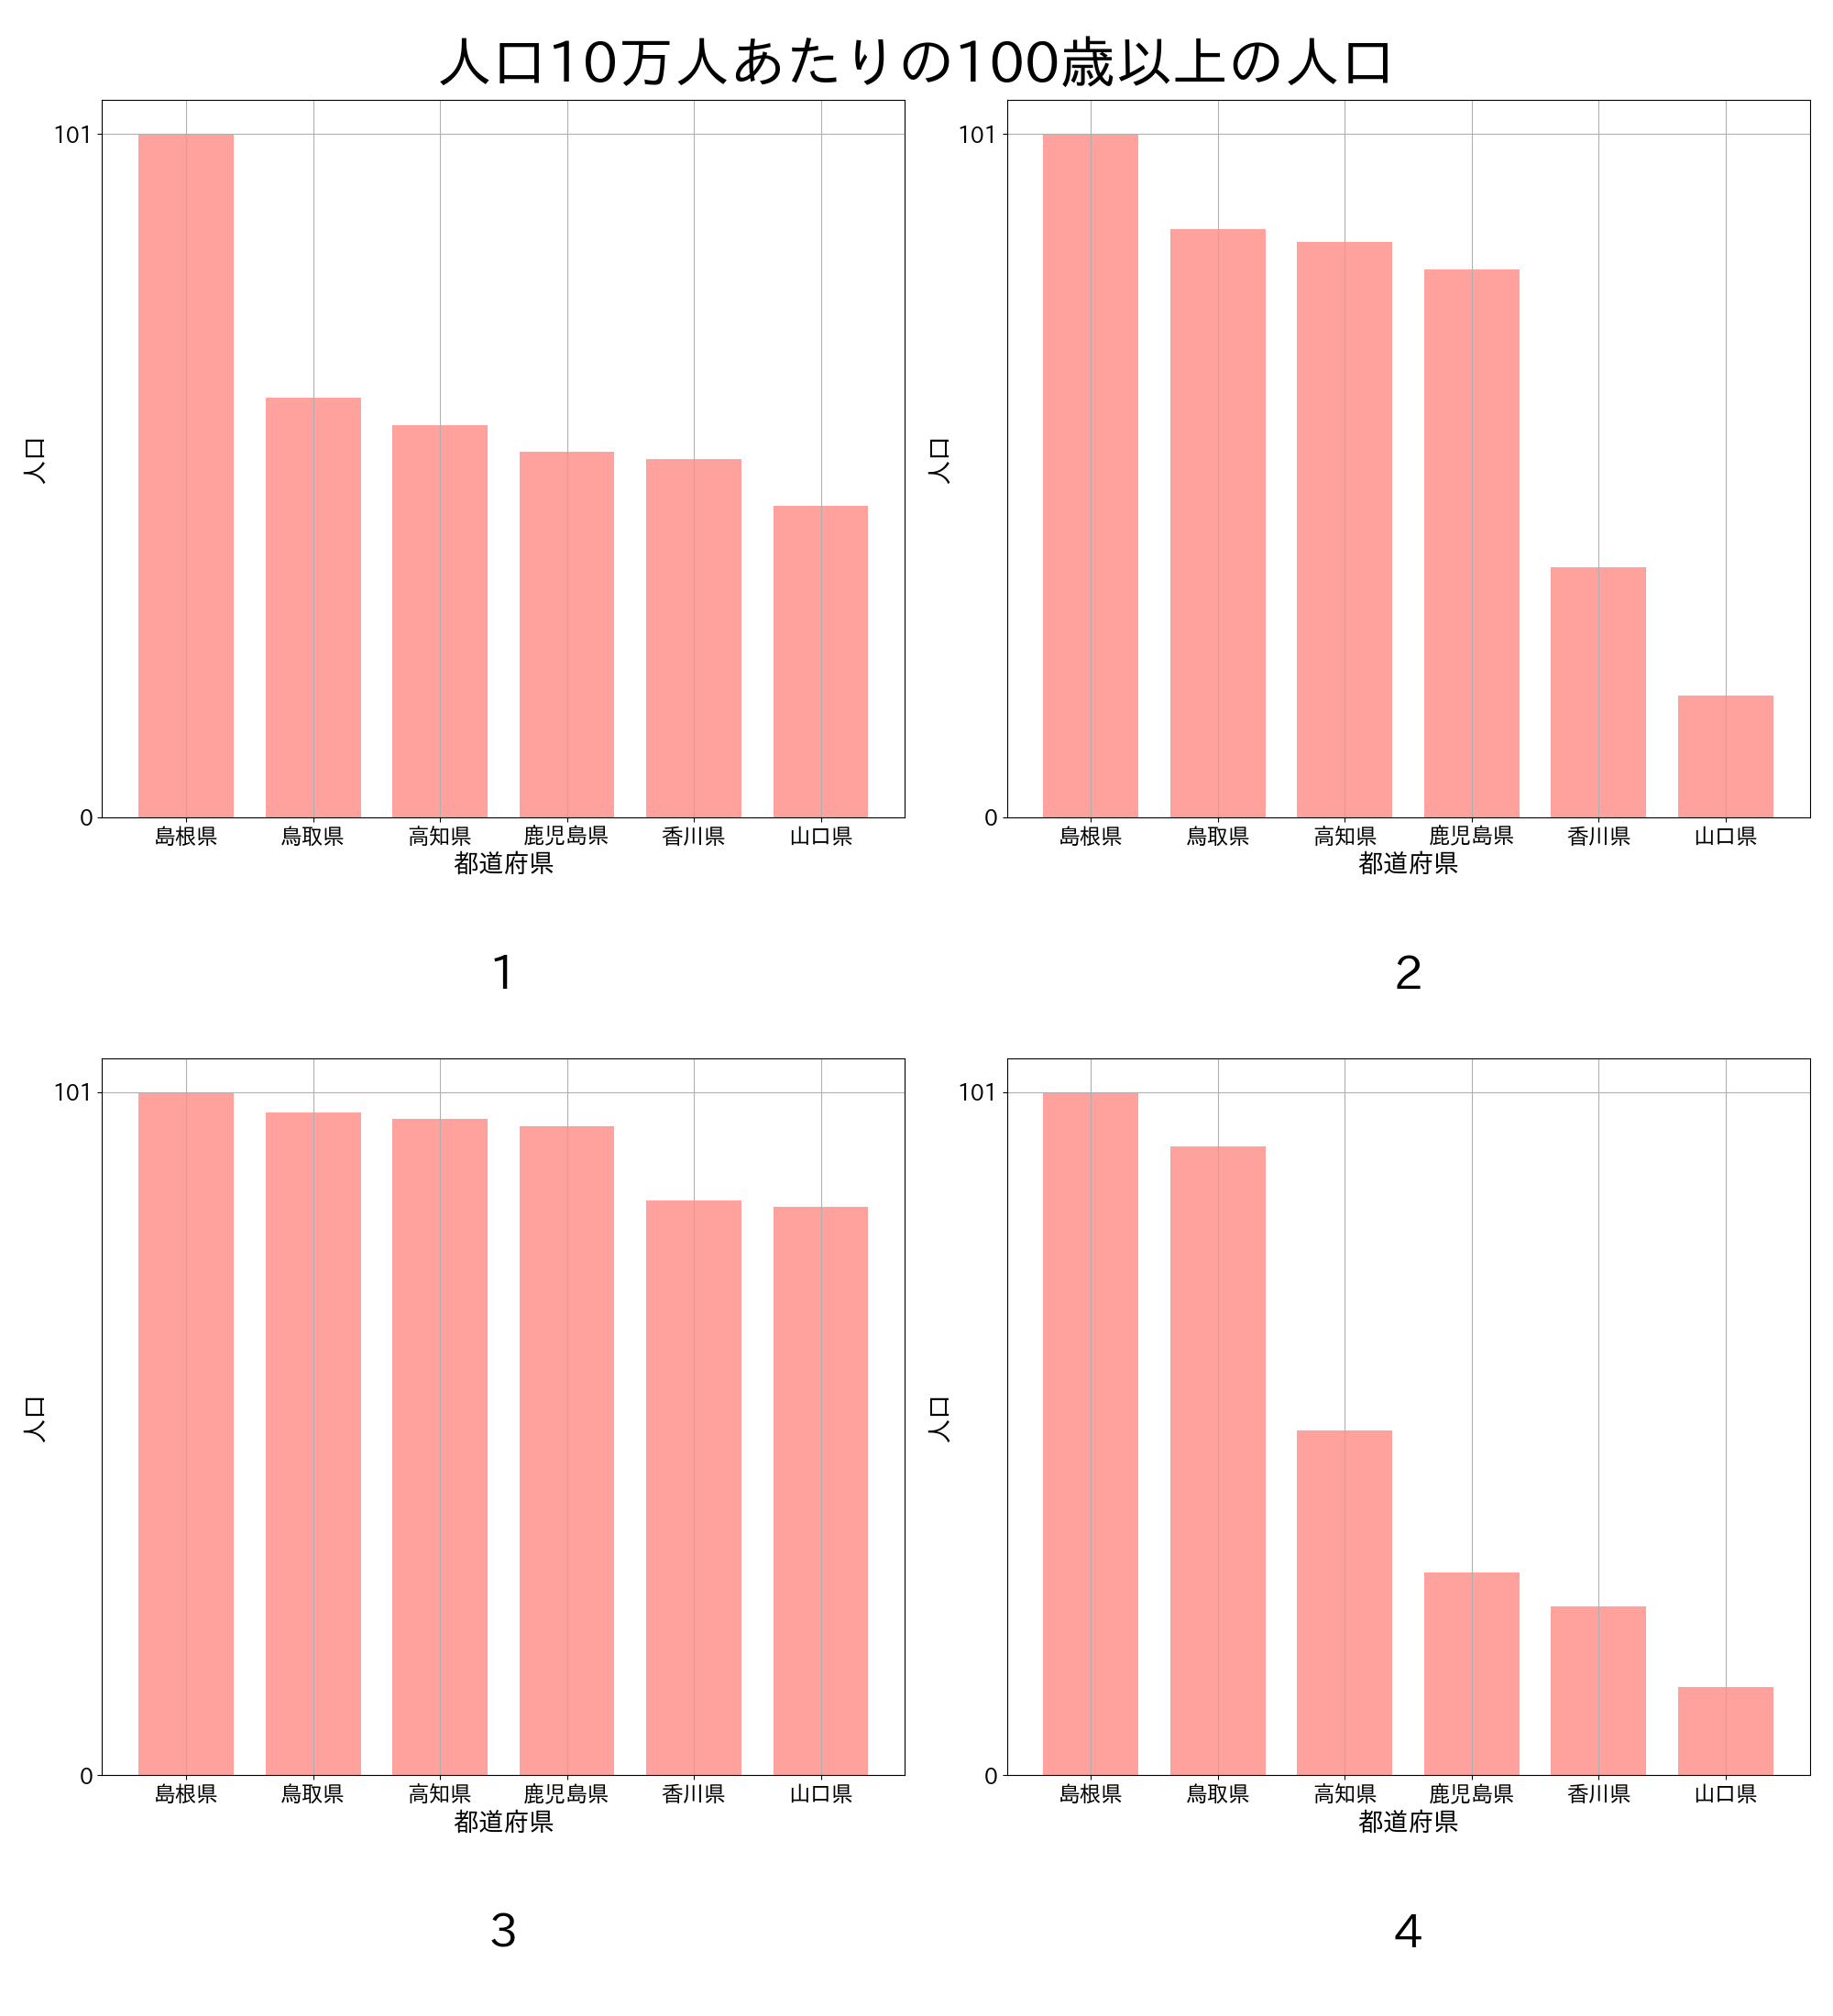 人口10万人あたりの100歳以上の人口
101
0
人口
島根県 鳥取県 高知県 鹿児島県 香川県 山口県
都道府県
1
101
0
人口
島根県 鳥取県 高知県 鹿児島県 香川県 山口県
都道府県
2
101
0
人口
島根県 鳥取県 高知県 鹿児島県 香川県 山口県
都道府県
3
101
0
人口
島根県 鳥取県 高知県 鹿児島県 香川県 山口県
都道府県
4